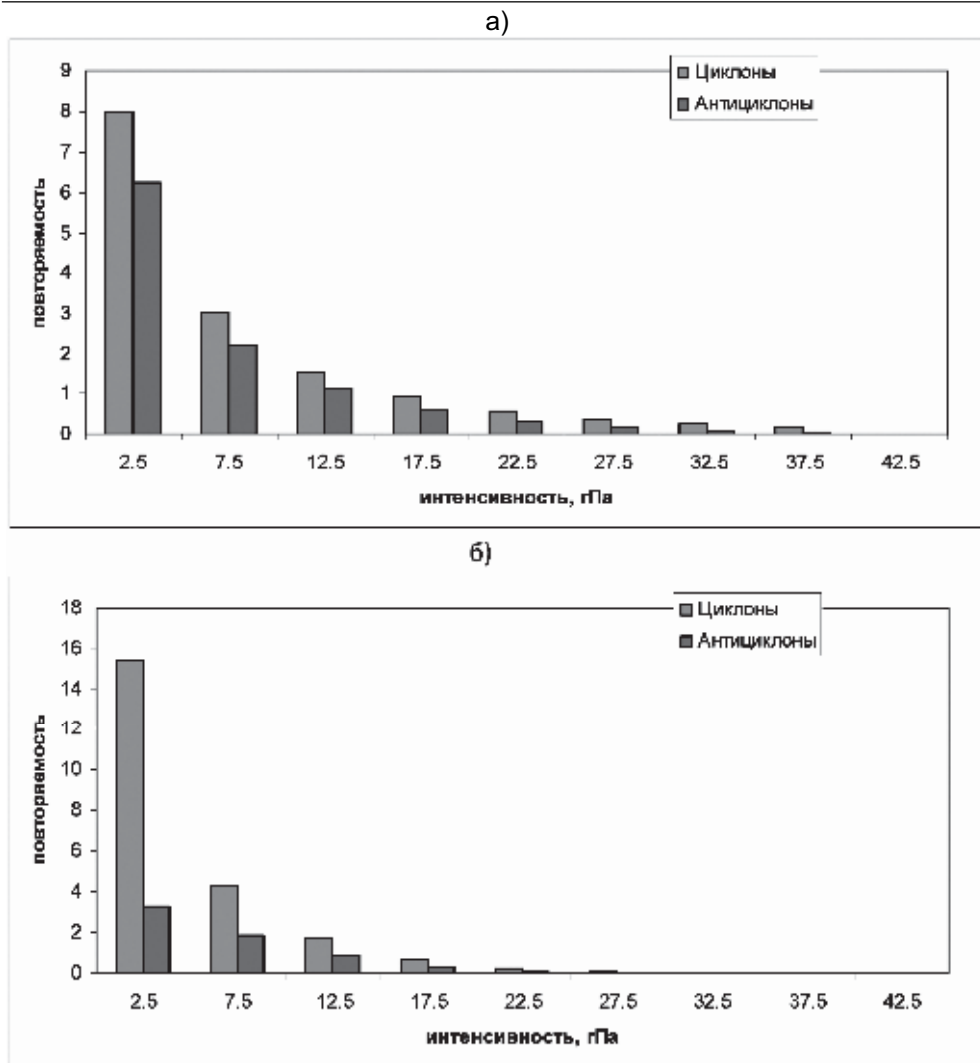 а)
Циклоны
Антициклоны
повторяемость
9
8
7
6
5
4
3
2
1
0
2.5 7.5 12.5 17.5 22.5 27.5 32.5 37.5 42.5
интенсивность, гПа
б)
Циклоны
Антициклоны
повторяемость
18
16
14
12
10
8
6
4
2
0
2.5 7.5 12.5 17.5 22.5 27.5 32.5 37.5 42.5
интенсивность, гПа